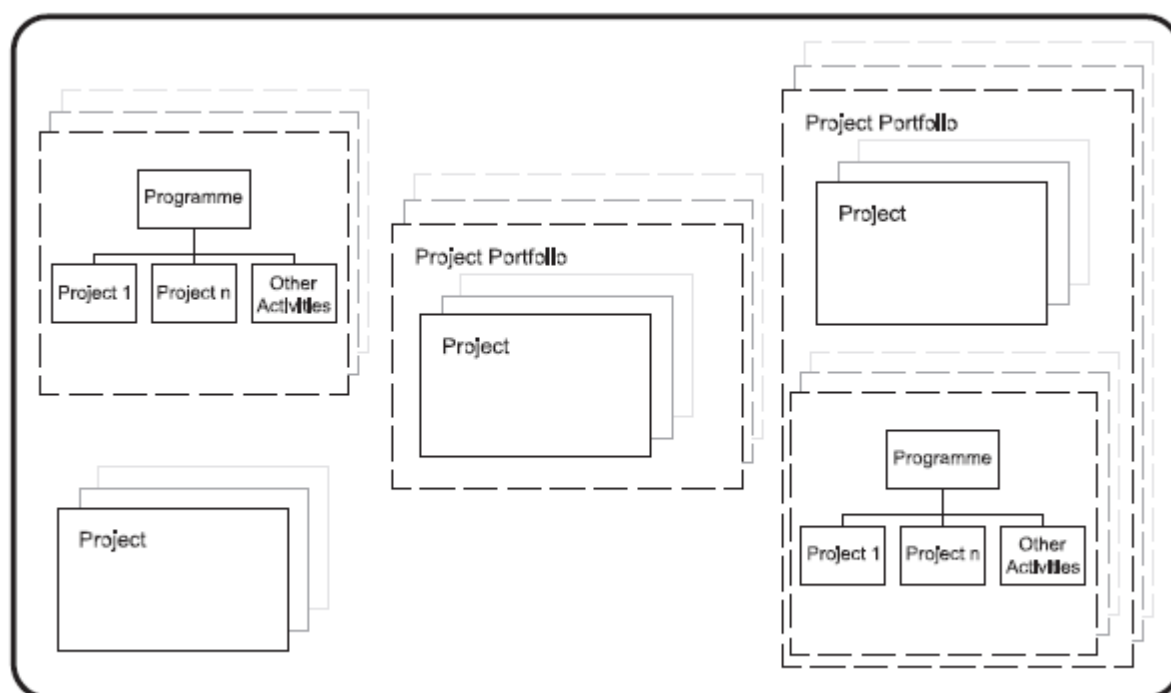 Programme
Project 1
Project n
Other
Activities
Project
Project Portfolio
Project
Project Portfolio
Project
Programme
Project 1
Project n
Other
Activities